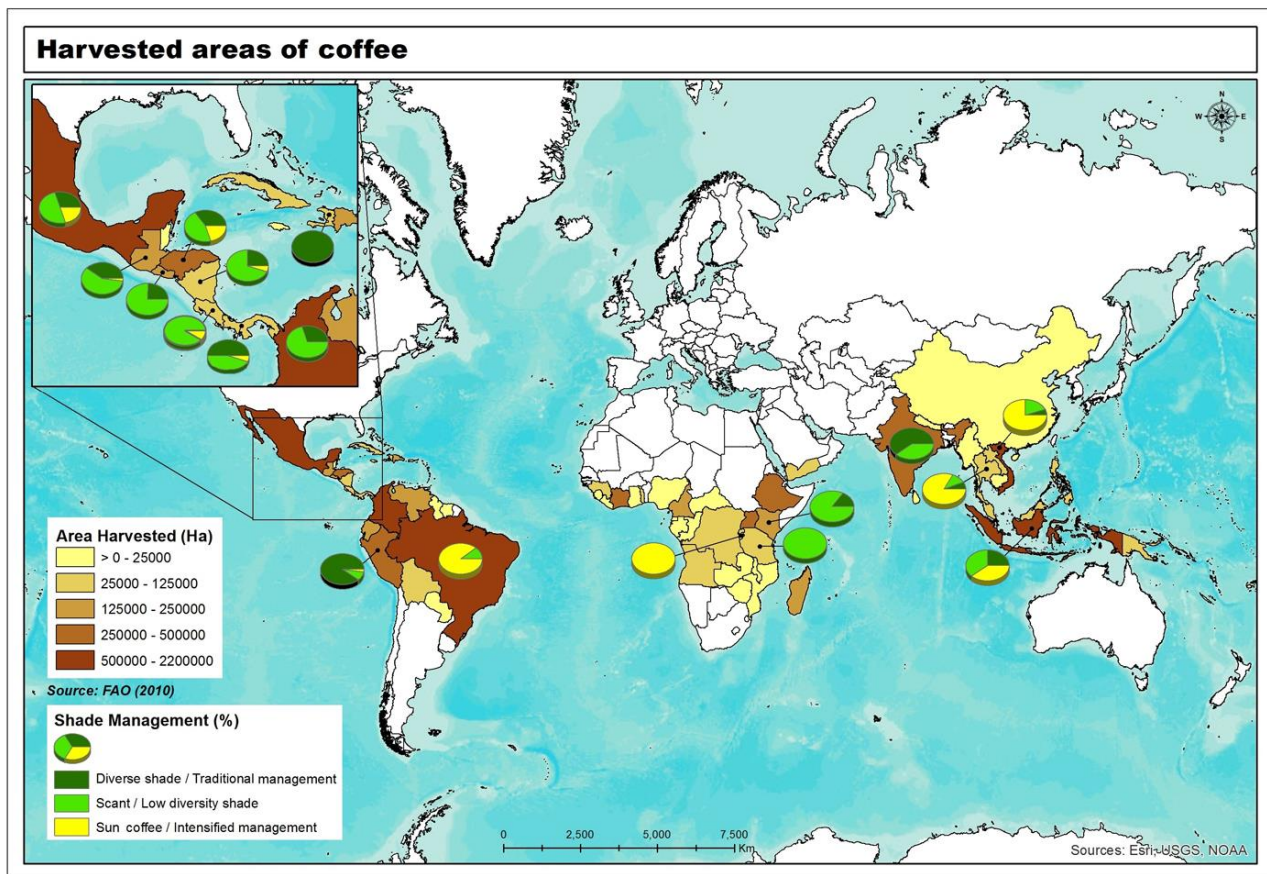 Harvested areas of coffee
N
W E
S
Area Harvested (Ha)
> 0 - 25000
25000 - 125000
125000 - 250000
250000 - 500000
500000 - 2200000
Source: FAO (2010)
Shade Management (%)
Diverse shade / Traditional management
Scant / Low diversity shade
Sun coffee / Intensified management
0 2,500 5,000 7,500
Km
Sources: Esri, USGS, NOAA